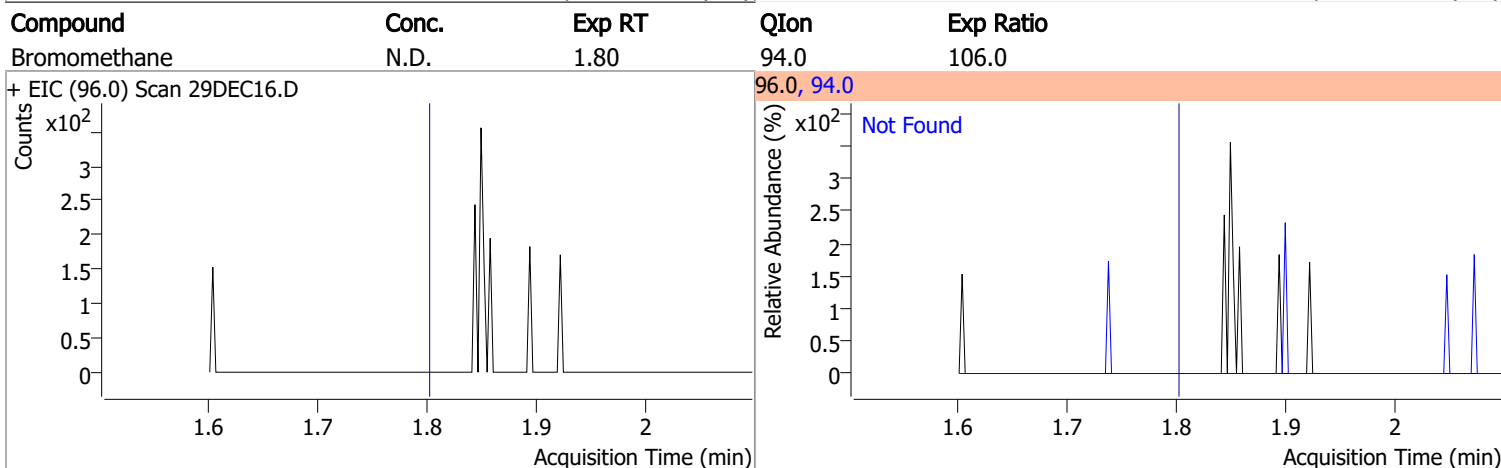 Compound Conc. Exp RT QIon Exp Ratio
Bromomethane N.D. 1.80 94.0 106.0
+ EIC (96.0) Scan 29DEC16.D
96.0, 94.0
Counts
x10²
3
2.5
2
1.5
1
0.5
0
1.6 1.7 1.8 1.9 2
Acquisition Time (min)
Relative Abundance (%)
x10²
Not Found
3
2.5
2
1.5
1
0.5
0
1.6 1.7 1.8 1.9 2
Acquisition Time (min)